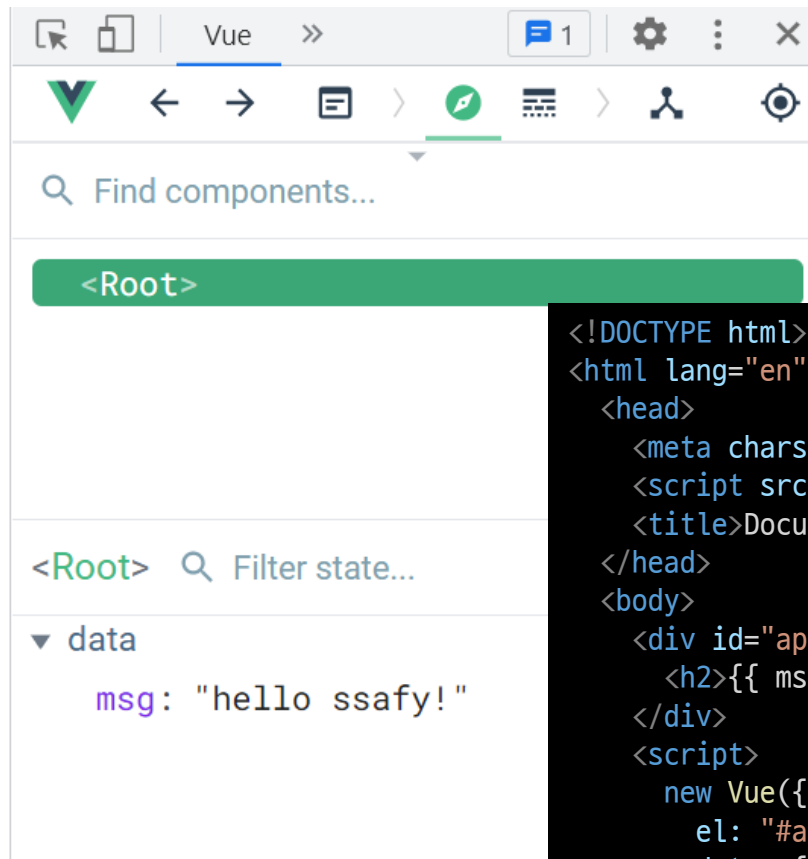 Vue
1
Find components...
<Root>
<Root> Filter state...
data
msg: "hello ssafy!"
<!DOCTYPE html>
<html lang="en"
<head>
<meta chars
<script src
<title>Docu
</head>
<body>
<div id="ap
<h2>{{ ms
</div>
<script>
new Vue({
el: "#a